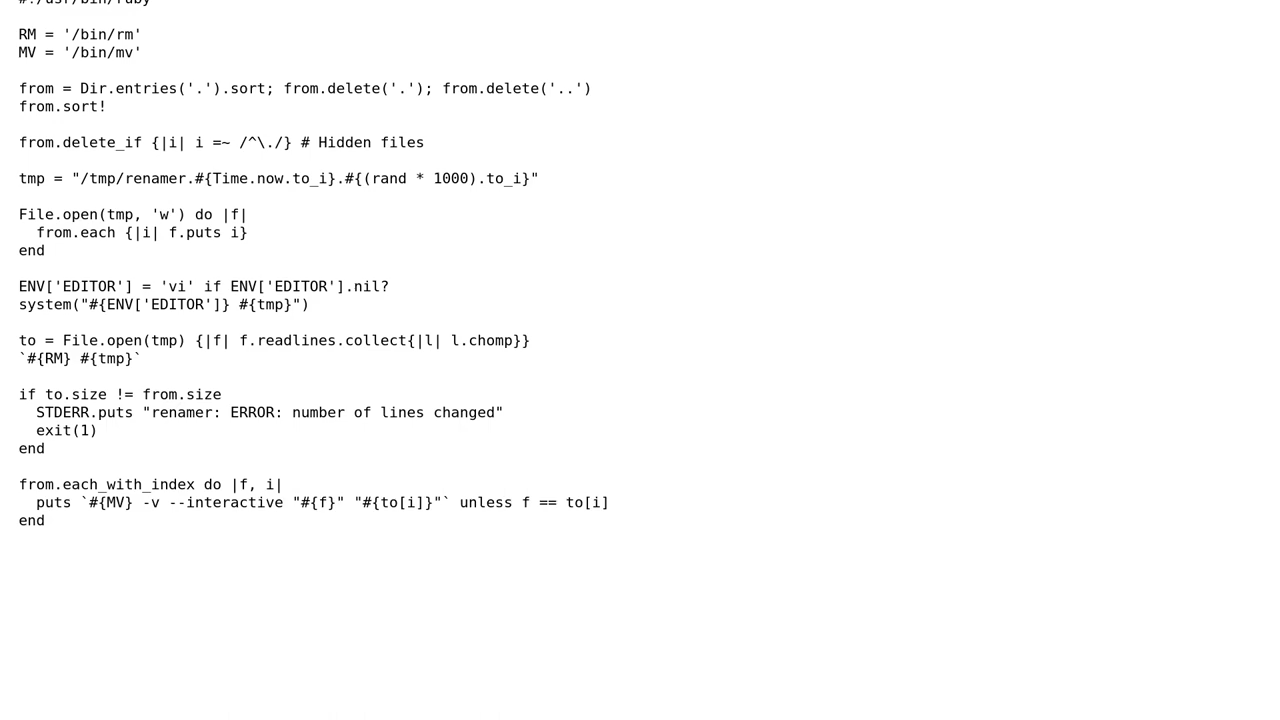 #!/usr/bin/ruby
RM = '/bin/rm'
MV = '/bin/mv'
from = Dir.entries('.').sort; from.delete('.'); from.delete('..')
from.sort!
from.delete_if {|i| i =~ /^\./} # Hidden files
tmp = "/tmp/renamer.#{Time.now.to_i}.#{(rand * 1000).to_i}"
File.open(tmp, 'w') do |f|
  from.each {|i| f.puts i}
end
ENV['EDITOR'] = 'vi' if ENV['EDITOR'].nil?
system("#{ENV['EDITOR']} #{tmp}")
to = File.open(tmp) {|f| f.readlines.collect{|l| l.chomp}}
`#{RM} #{tmp}`
if to.size != from.size
  STDERR.puts "renamer: ERROR: number of lines changed"
  exit(1)
end
from.each_with_index do |f, i|
  puts `#{MV} -v --interactive "#{f}" "#{to[i]}"` unless f == to[i]
end